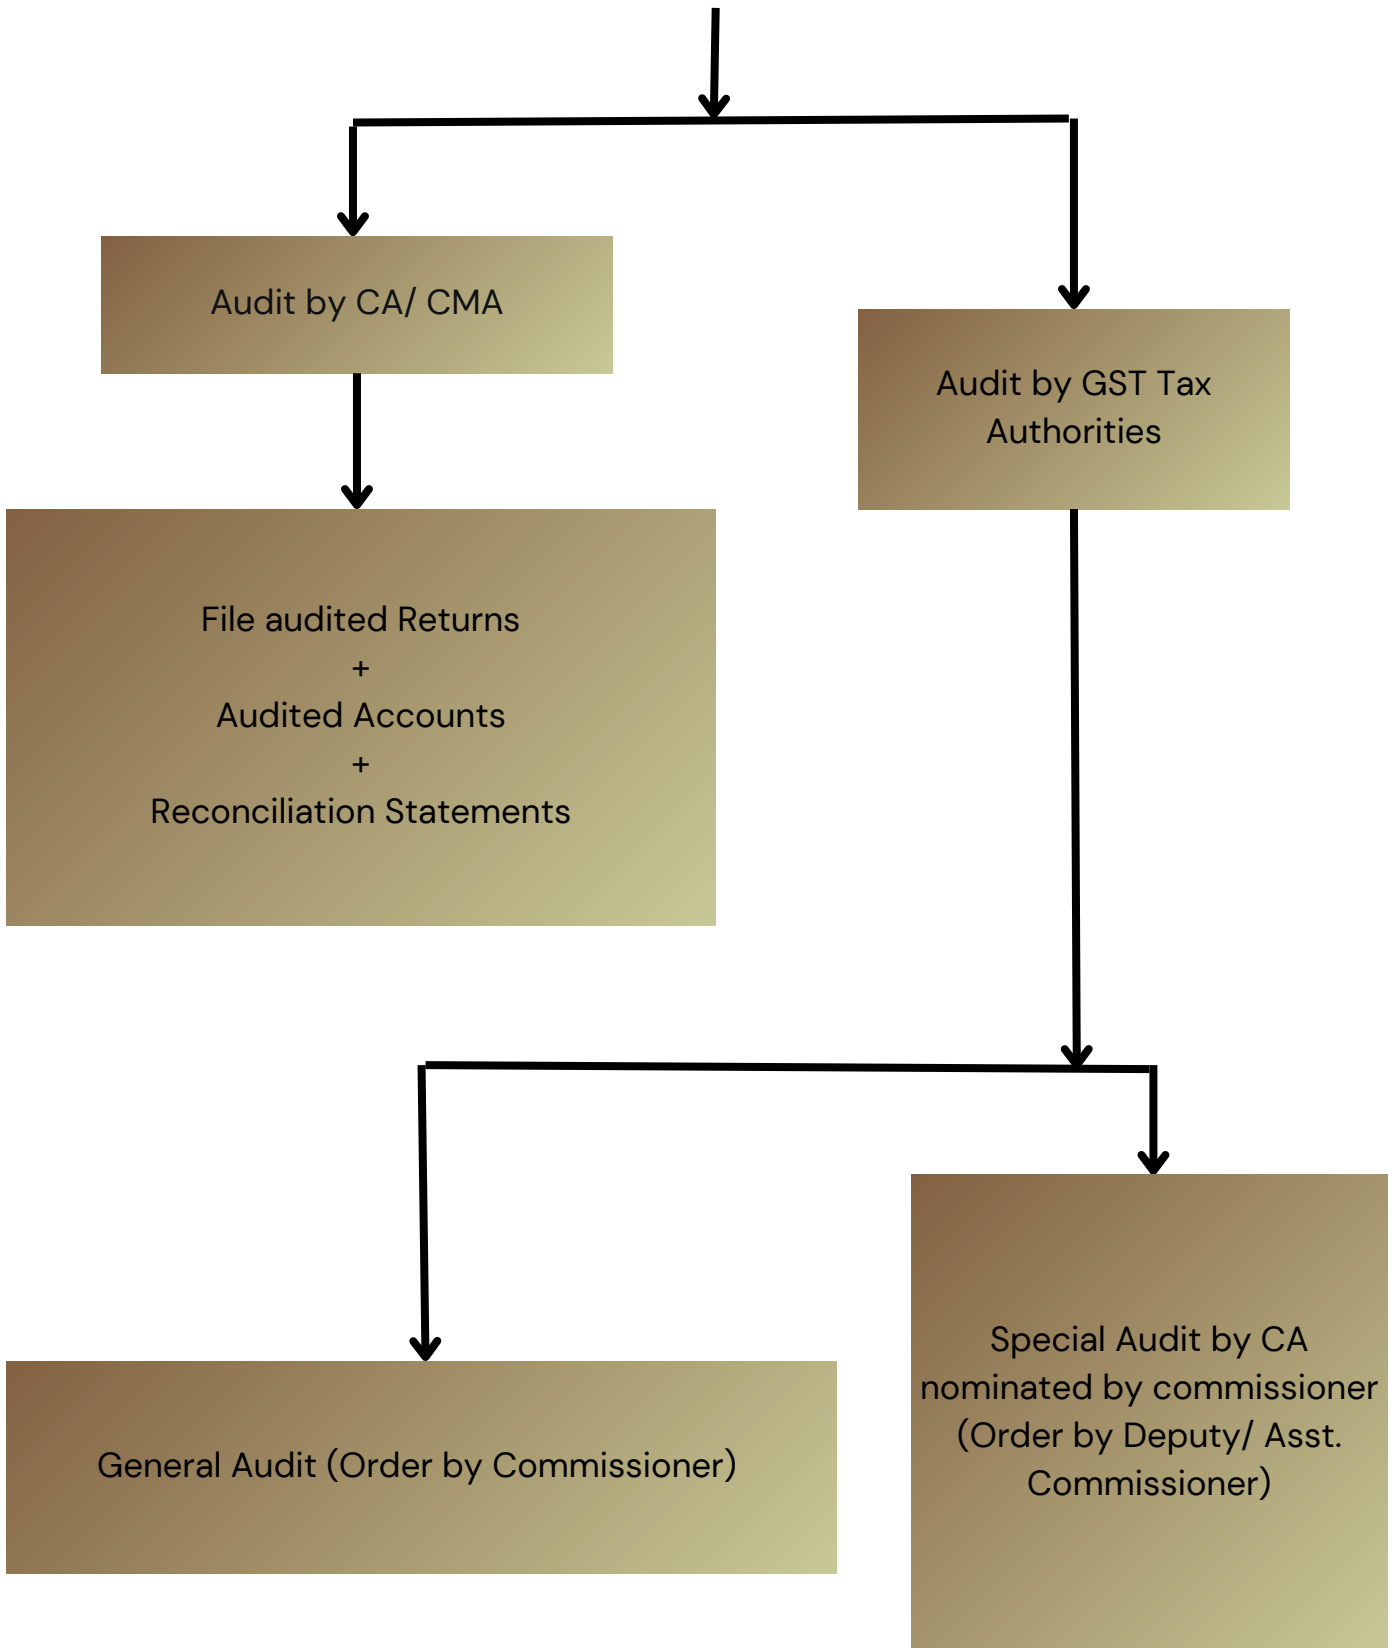 Audit by CA/ CMA
Audit by GST Tax
Authorities
File audited Returns
+
Audited Accounts
+
Reconciliation Statements
General Audit (Order by Commissioner)
Special Audit by CA
nominated by commissioner
(Order by Deputy/ Asst.
Commissioner)